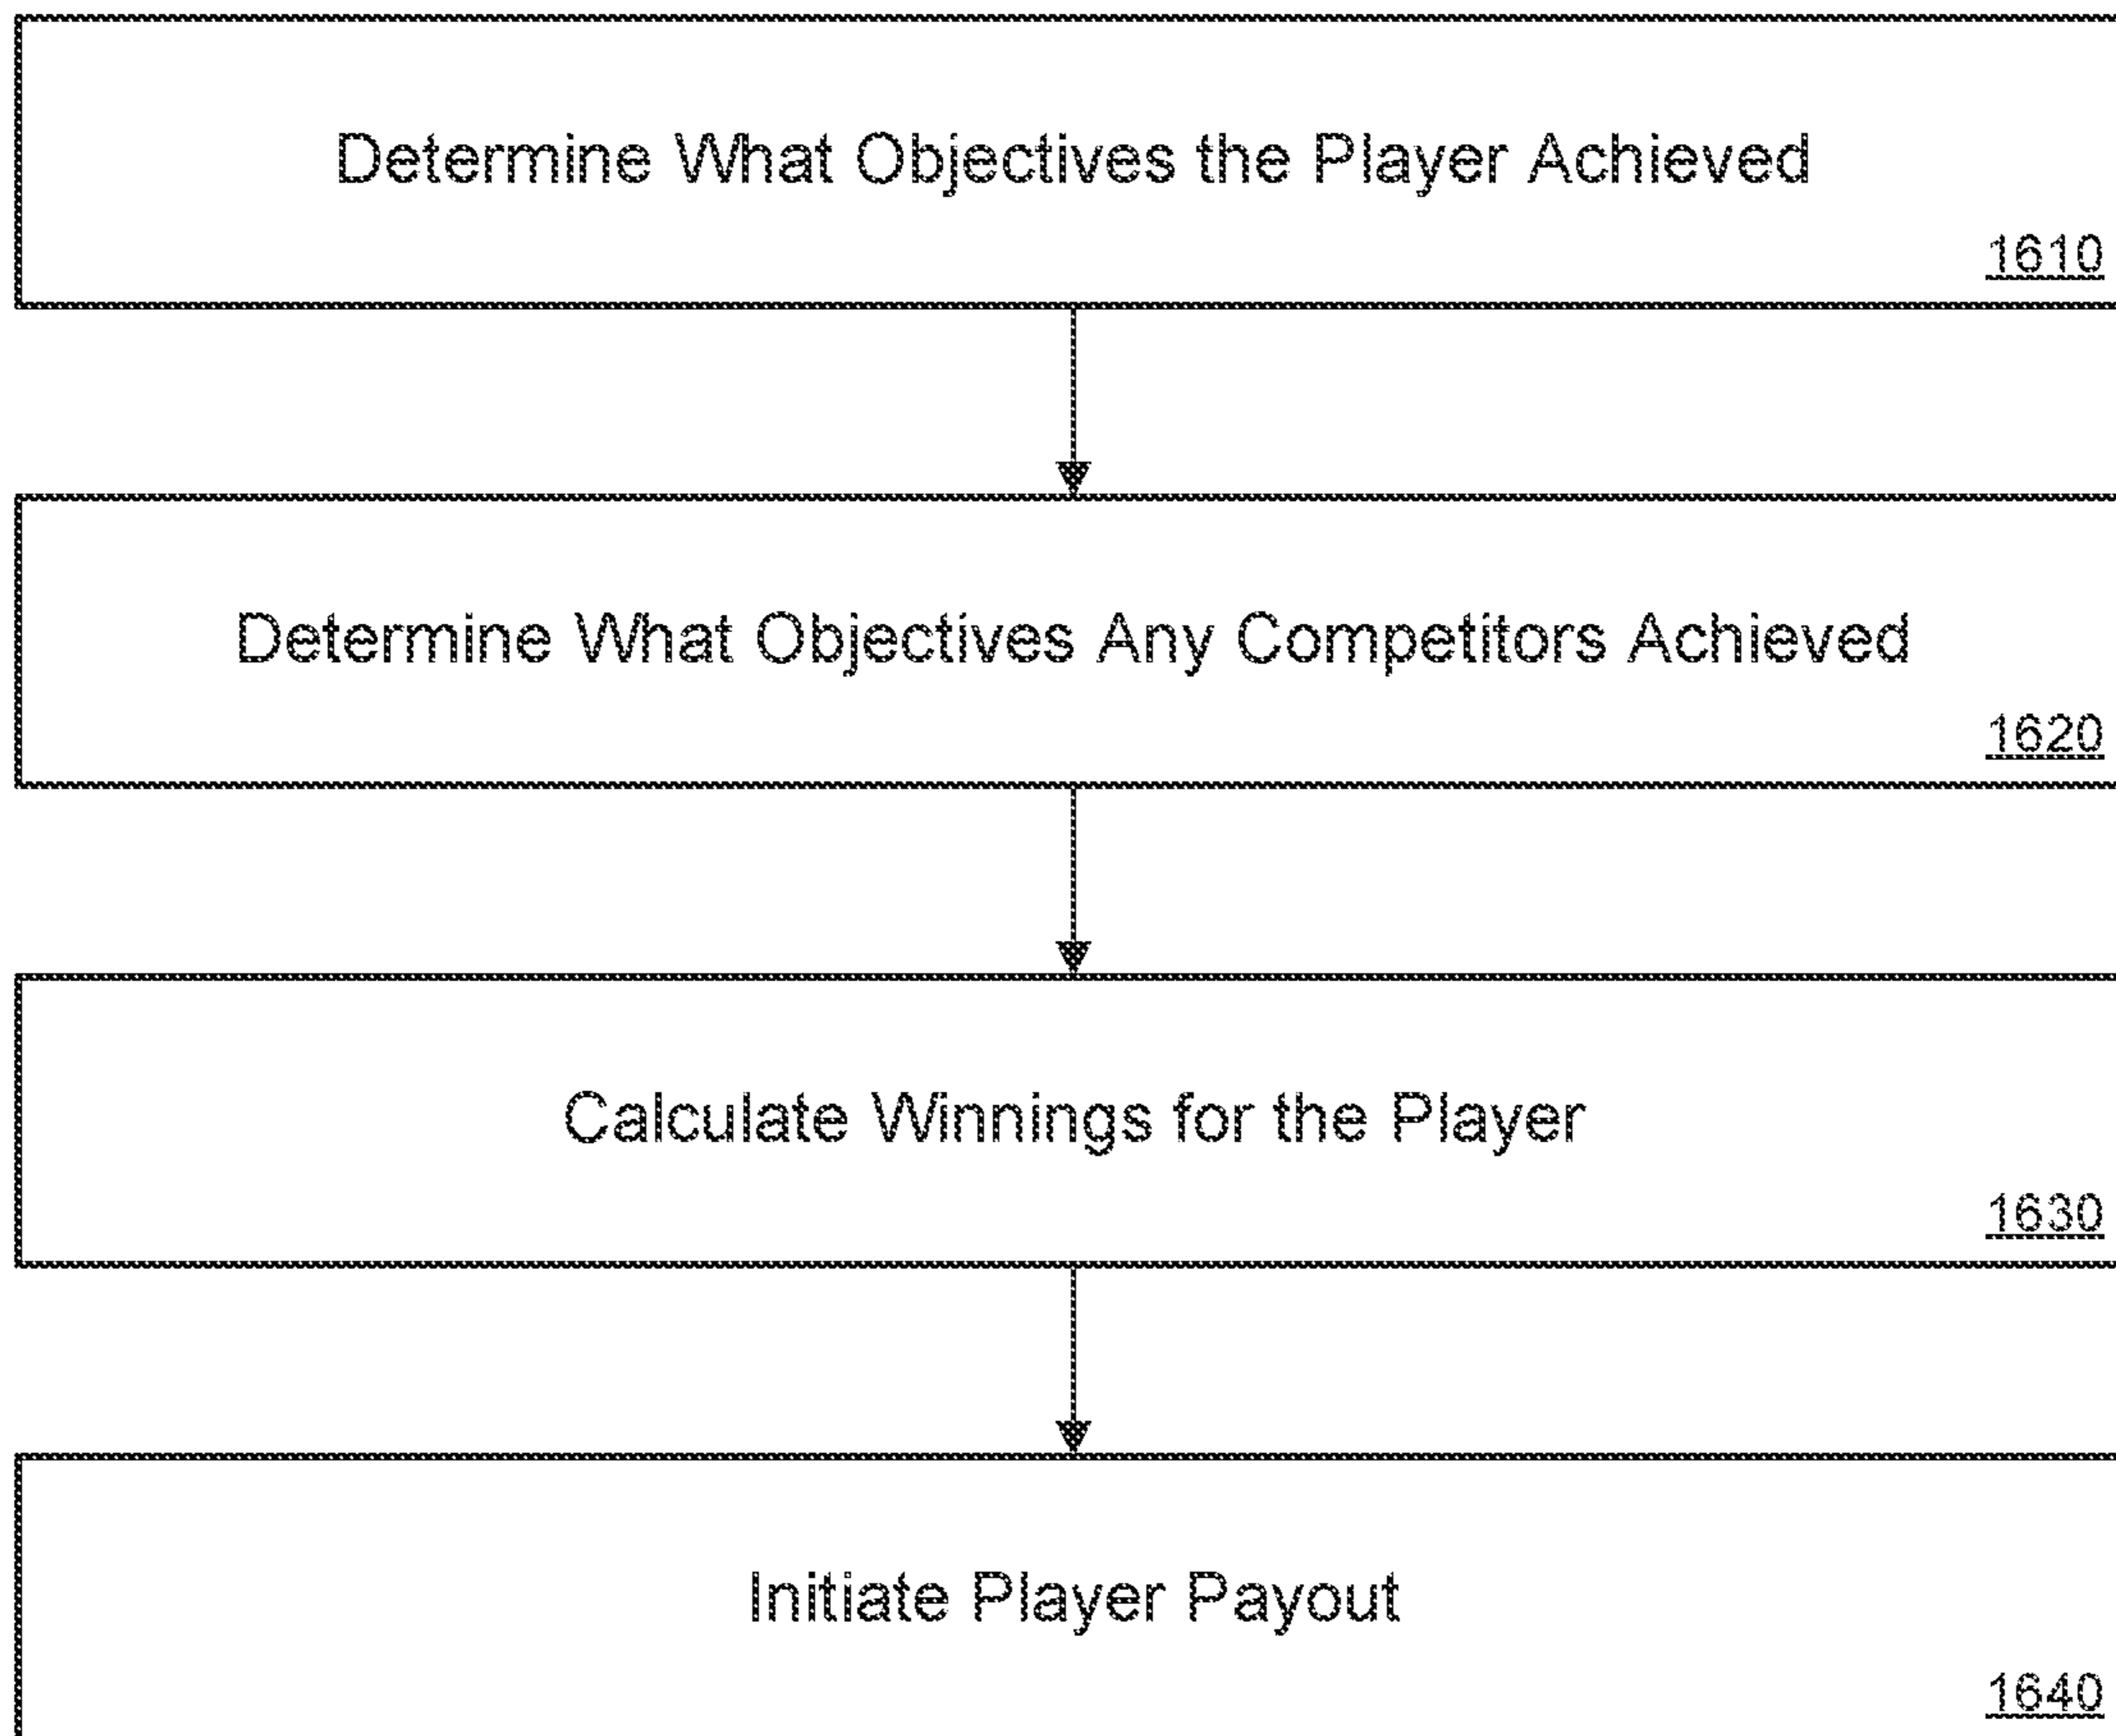 Determine What Objectives the Player Achieved
1610
Determine What Objectives Any Competitors Achieved
1620
Calculate Winnings for the Player
1630
Initiate Player Payout
1640